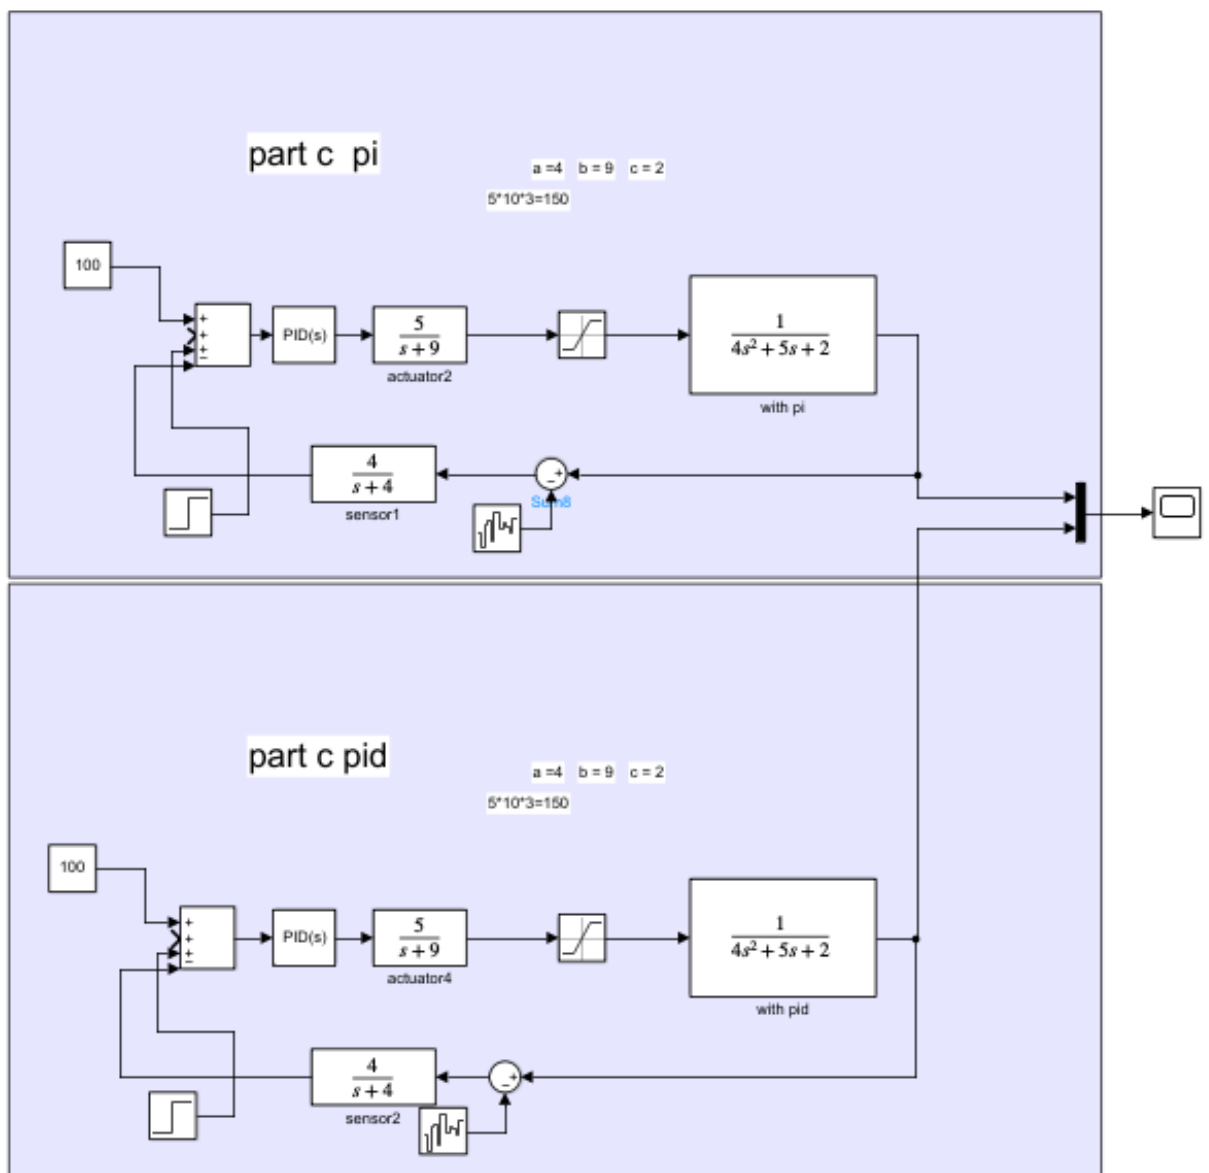 part c  pi
a =4 b = 9 c = 2
5*10*3=150
100
+
+
+
−
PID(s)
5
s + 9
actuator2
1
4s² + 5s + 2
with pi
4
s + 4
sensor1
+
−
Sum8
part c pid
a =4 b = 9 c = 2
5*10*3=150
100
+
+
+
−
PID(s)
5
s + 9
actuator4
1
4s² + 5s + 2
with pid
4
s + 4
sensor2
+
−